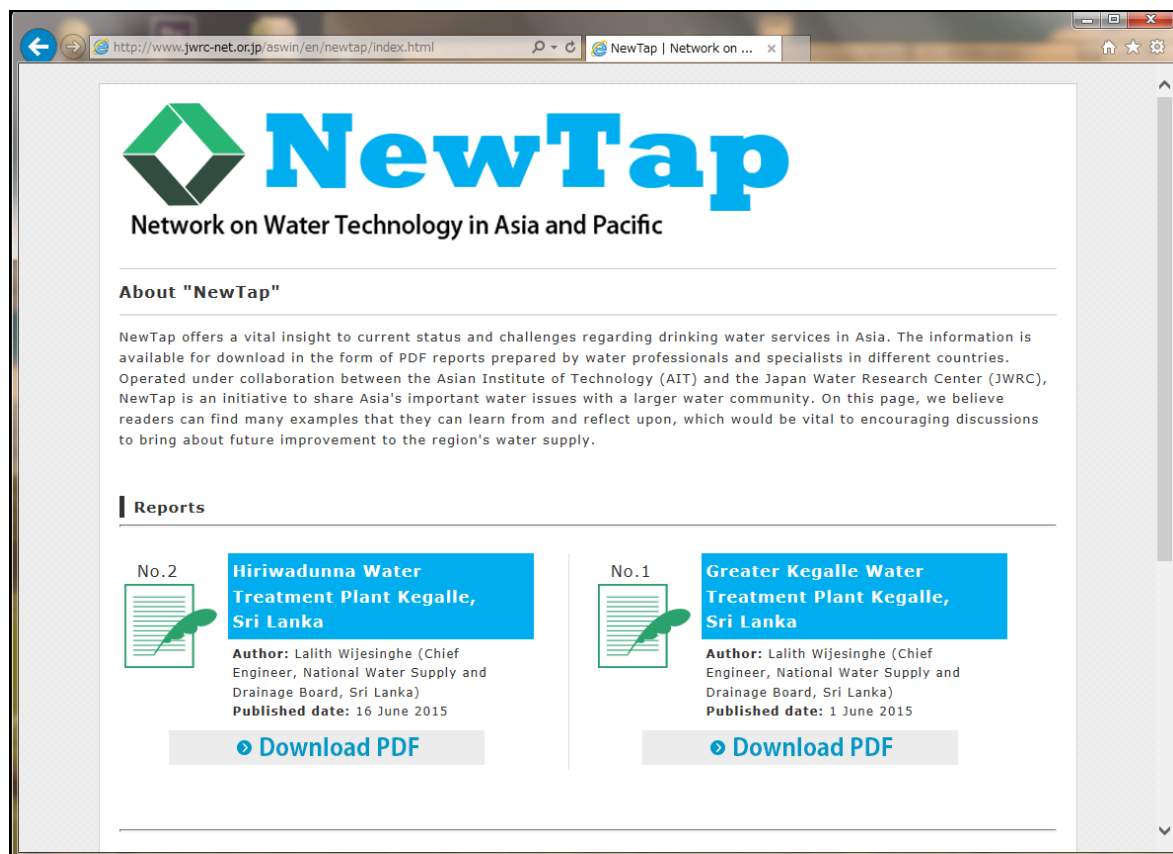 http://www.jwrc-net.or.jp/aswin/en/newtap/index.html
NewTap | Network on ...
NewTap
Network on Water Technology in Asia and Pacific
About "NewTap"
NewTap offers a vital insight to current status and challenges regarding drinking water services in Asia. The information is
available for download in the form of PDF reports prepared by water professionals and specialists in different countries.
Operated under collaboration between the Asian Institute of Technology (AIT) and the Japan Water Research Center (JWRC),
NewTap is an initiative to share Asia's important water issues with a larger water community. On this page, we believe
readers can find many examples that they can learn from and reflect upon, which would be vital to encouraging discussions
to bring about future improvement to the region's water supply.
Reports
No.2
Hiriwadunna Water
Treatment Plant Kegalle,
Sri Lanka
Author: Lalith Wijesinghe (Chief
Engineer, National Water Supply and
Drainage Board, Sri Lanka)
Published date: 16 June 2015
Download PDF
No.1
Greater Kegalle Water
Treatment Plant Kegalle,
Sri Lanka
Author: Lalith Wijesinghe (Chief
Engineer, National Water Supply and
Drainage Board, Sri Lanka)
Published date: 1 June 2015
Download PDF